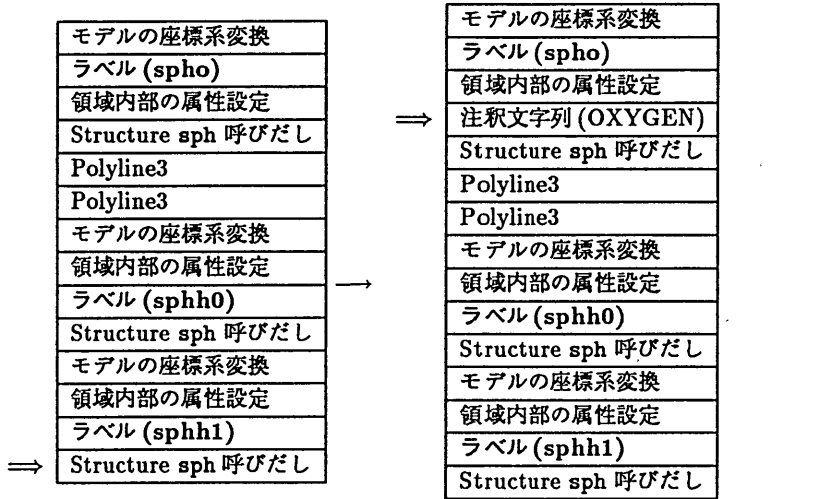 モデルの座標系変換
ラベル (spho)
領域内部の属性設定
Structure sph 呼びだし
Polyline3
Polyline3
モデルの座標系変換
領域内部の属性設定
ラベル (sphh0)
Structure sph 呼びだし
モデルの座標系変換
領域内部の属性設定
ラベル (sphh1)
⇒ Structure sph 呼びだし
→
モデルの座標系変換
ラベル (spho)
領域内部の属性設定
⇒ 注釈文字列 (OXYGEN)
Structure sph 呼びだし
Polyline3
Polyline3
モデルの座標系変換
領域内部の属性設定
ラベル (sphh0)
Structure sph 呼びだし
モデルの座標系変換
領域内部の属性設定
ラベル (sphh1)
Structure sph 呼びだし